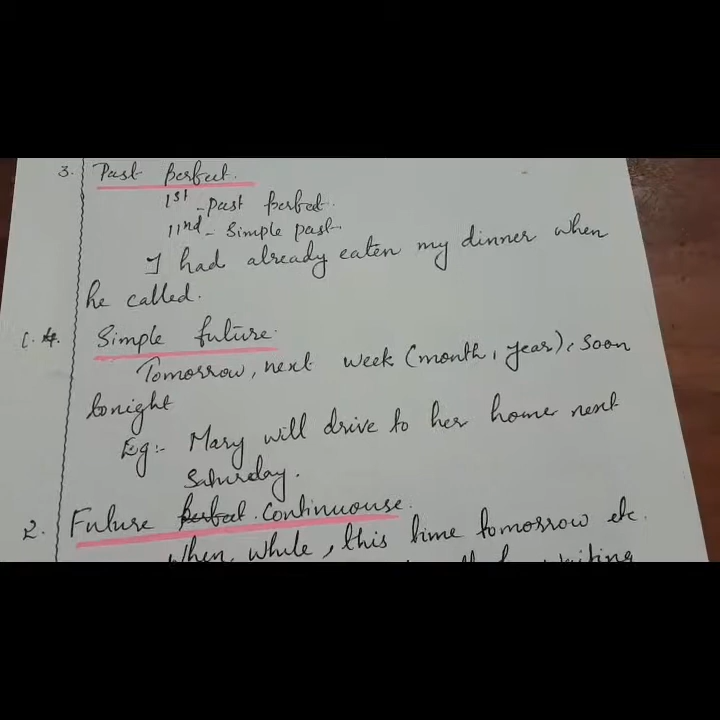 3. Past Perfect.
1st - Past Perfect.
IInd - Simple past
I had already eaten my dinner when
he called.
C. 4. Simple future.
Tomorrow, next week (month, year), soon
tonight
Eg:- Mary will drive to her home next
Saturday.
2. Future perfect Continuouse.
When, while, this time tomorrow etc.
waiting